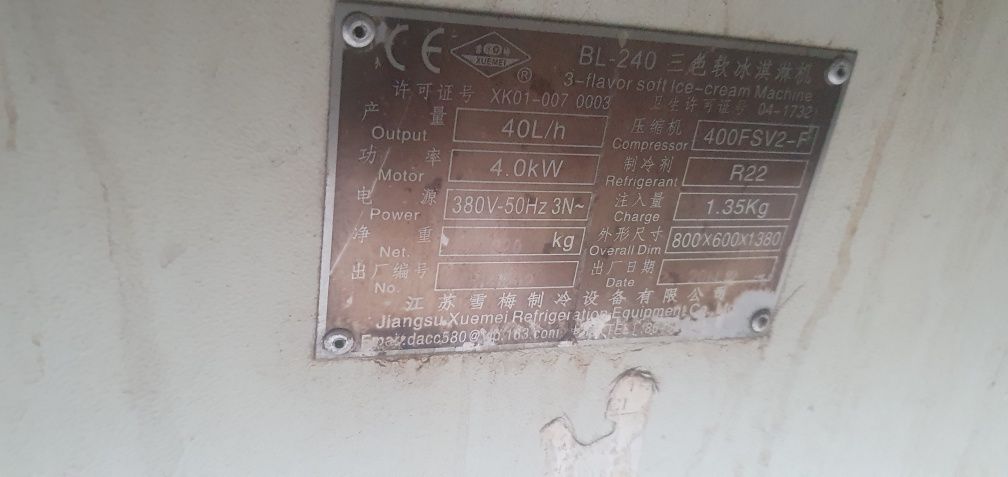 CE 雪梅 XUEMEI ® BL-240 三色软冰淇淋机
3-flavor soft Ice-cream Machine
许可证号 XK01-007 0003 卫生许可证号 04-1732
产量 Output 40L/h 压缩机 Compressor 400FSV2-F
功率 Motor 4.0kW 制冷剂 Refrigerant R22
电源 Power 380V-50Hz 3N~ 注入量 Charge 1.35Kg
净重 Net. kg 外形尺寸 Overall Dim 800X600X1380
出厂编号 No. 出厂日期 Date
江苏雪梅制冷设备有限公司
Jiangsu Xuemei Refrigeration Equipment
dacc580@